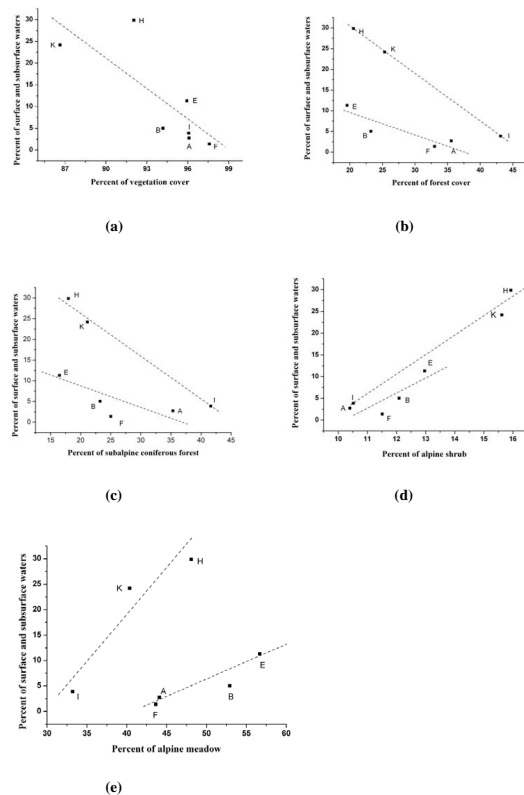 Percent of surface and subsurface waters
30
25
20
15
10
5
0
H
K
E
B
I
A
F
87
90
93
96
99
Percent of vegetation cover
(a)
Percent of surface and subsurface waters
30
25
20
15
10
5
0
H
K
E
B
I
F
A
20
25
30
35
40
45
Percent of forest cover
(b)
Percent of surface and subsurface waters
30
25
20
15
10
5
0
H
K
E
B
F
A
I
15
20
25
30
35
40
45
Percent of subalpine coniferous forest
(c)
Percent of surface and subsurface waters
30
25
20
15
10
5
0
H
K
E
B
I
A
F
10
11
12
13
14
15
16
Percent of alpine shrub
(d)
Percent of surface and subsurface waters
30
25
20
15
10
5
0
H
K
E
B
A
I
F
30
35
40
45
50
55
60
Percent of alpine meadow
(e)